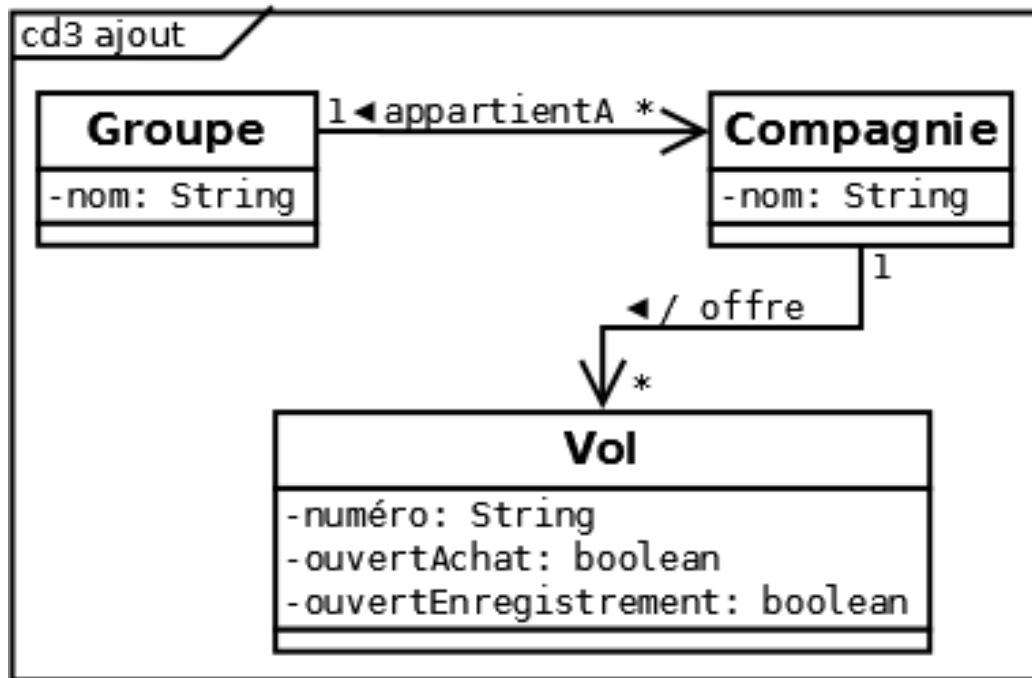 cd3 ajout
Groupe
-nom: String
1 ◄ appartientA *
Compagnie
-nom: String
1
◄ / offre
*
Vol
-numéro: String
-ouvertAchat: boolean
-ouvertEnregistrement: boolean